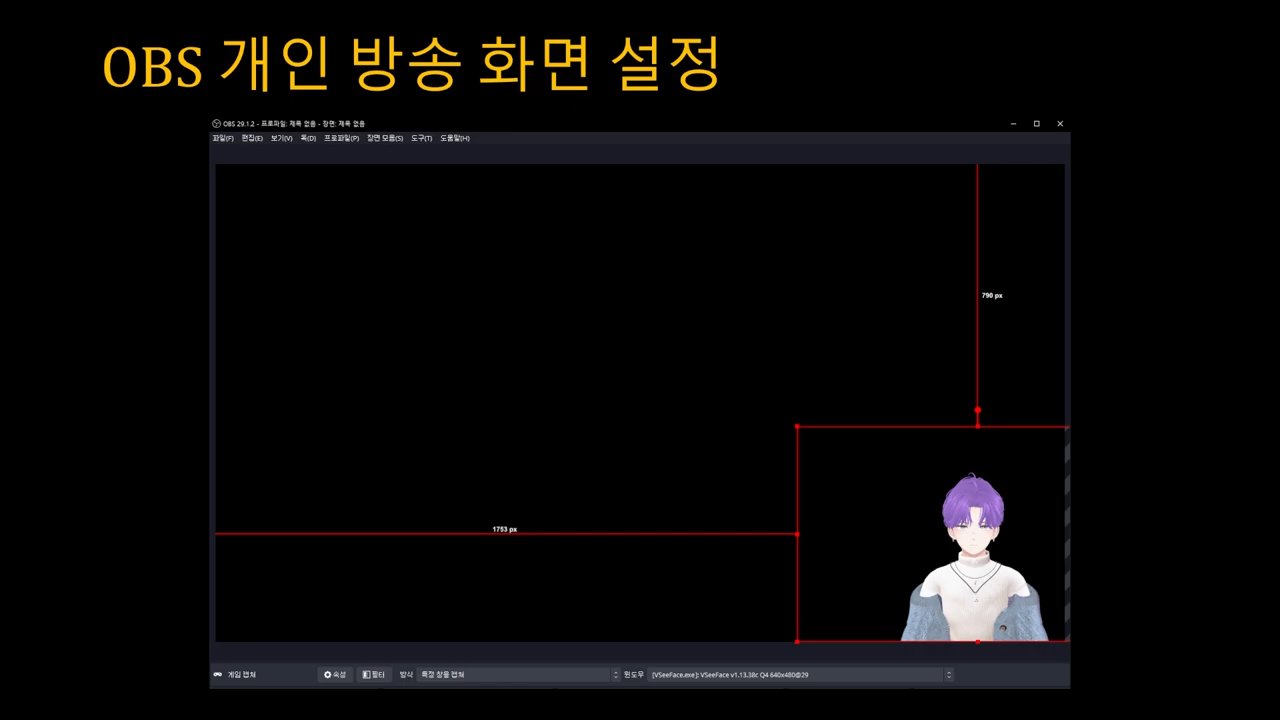 OBS 개인 방송 화면 설정
OBS 29.1.2 - 프로파일: 제목 없음 - 장면: 제목 없음
파일(F) 편집(E) 보기(V) 독(D) 프로파일(P) 장면 모음(S) 도구(T) 도움말(H)
790 px
1753 px
게임 캡쳐 속성 필터 방식 특정 창을 캡쳐 윈도우 [VSeeFace.exe]: VSeeFace v1.13.38c Q4 640x480@29